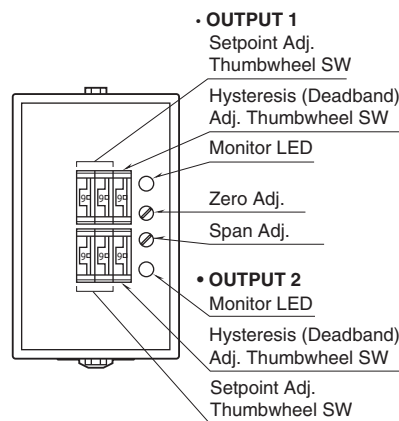 • OUTPUT 1
Setpoint Adj.
Thumbwheel SW
Hysteresis (Deadband)
Adj. Thumbwheel SW
Monitor LED
Zero Adj.
Span Adj.
• OUTPUT 2
Monitor LED
Hysteresis (Deadband)
Adj. Thumbwheel SW
Setpoint Adj.
Thumbwheel SW